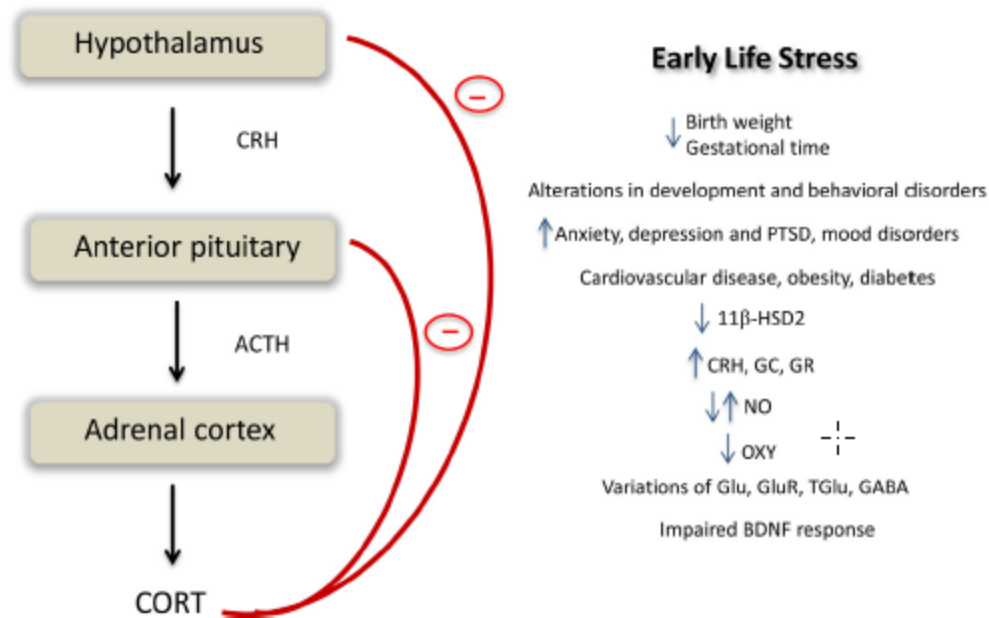 Hypothalamus
CRH
Anterior pituitary
ACTH
Adrenal cortex
CORT
−
−
Early Life Stress
↓ Birth weight
Gestational time
Alterations in development and behavioral disorders
↑ Anxiety, depression and PTSD, mood disorders
Cardiovascular disease, obesity, diabetes
↓ 11β-HSD2
↑ CRH, GC, GR
↓↑ NO
↓ OXY
Variations of Glu, GluR, TGlu, GABA
Impaired BDNF response